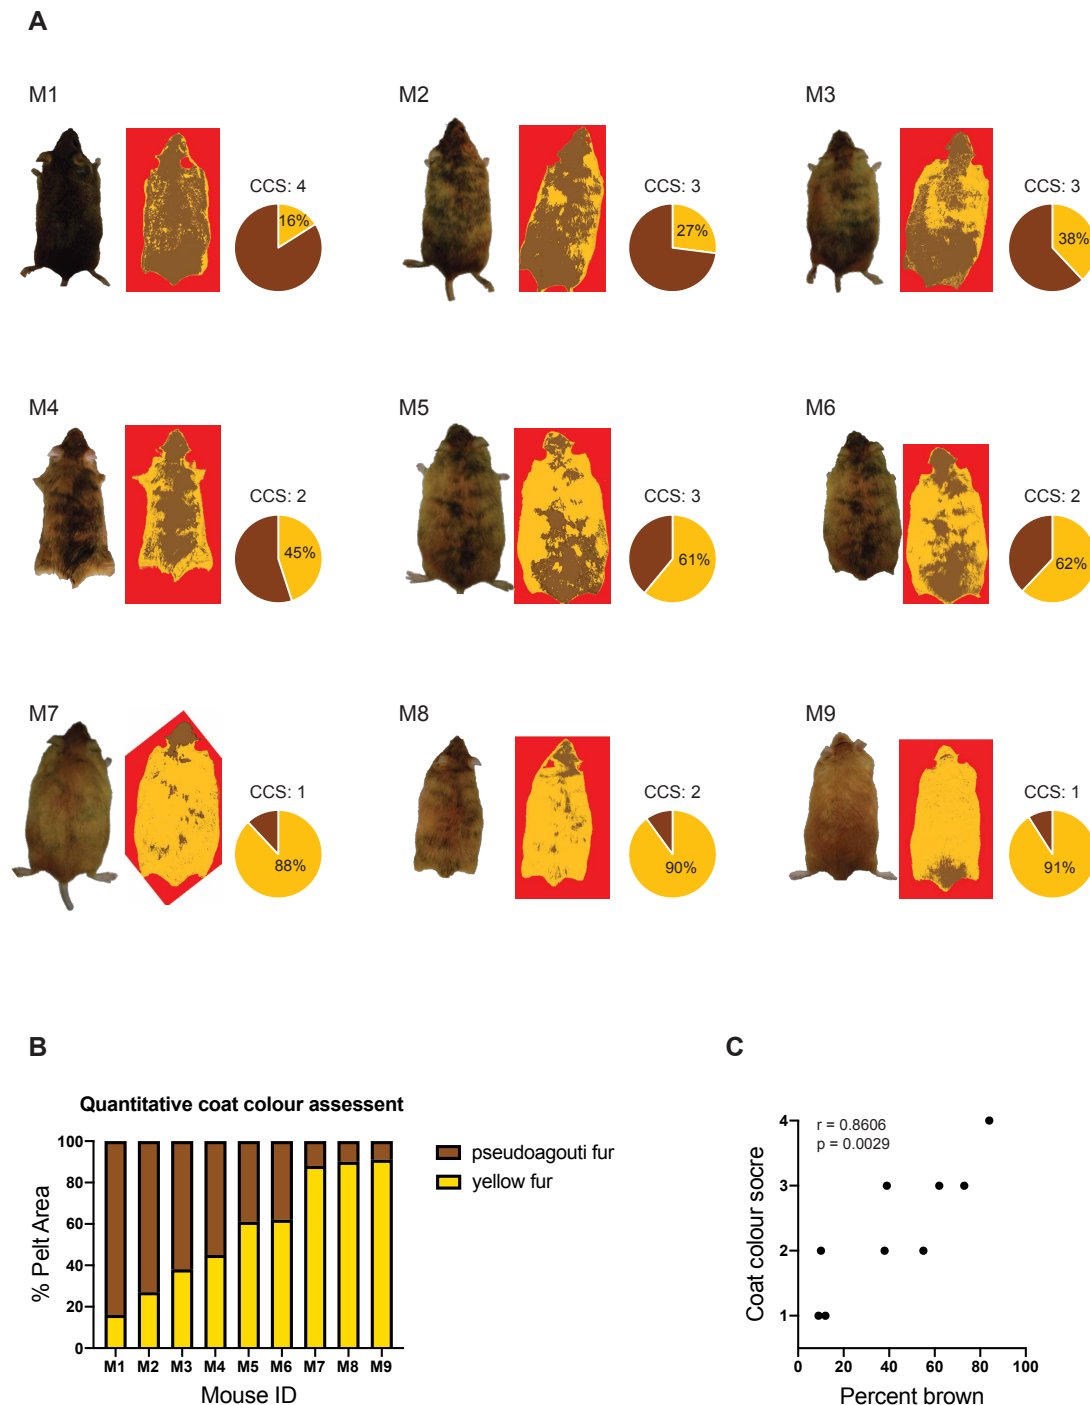 A
M1
M2
M3
CCS: 4
CCS: 3
CCS: 3
16%
27%
38%
M4
M5
M6
CCS: 2
CCS: 3
CCS: 2
45%
61%
62%
M7
M8
M9
CCS: 1
CCS: 2
CCS: 1
88%
90%
91%
B
Quantitative coat colour assessent
% Pelt Area
100
80
60
40
20
0
M1 M2 M3 M4 M5 M6 M7 M8 M9
Mouse ID
pseudoagouti fur
yellow fur
C
Coat colour socre
4
3
2
1
r = 0.8606
p = 0.0029
0 20 40 60 80 100
Percent brown